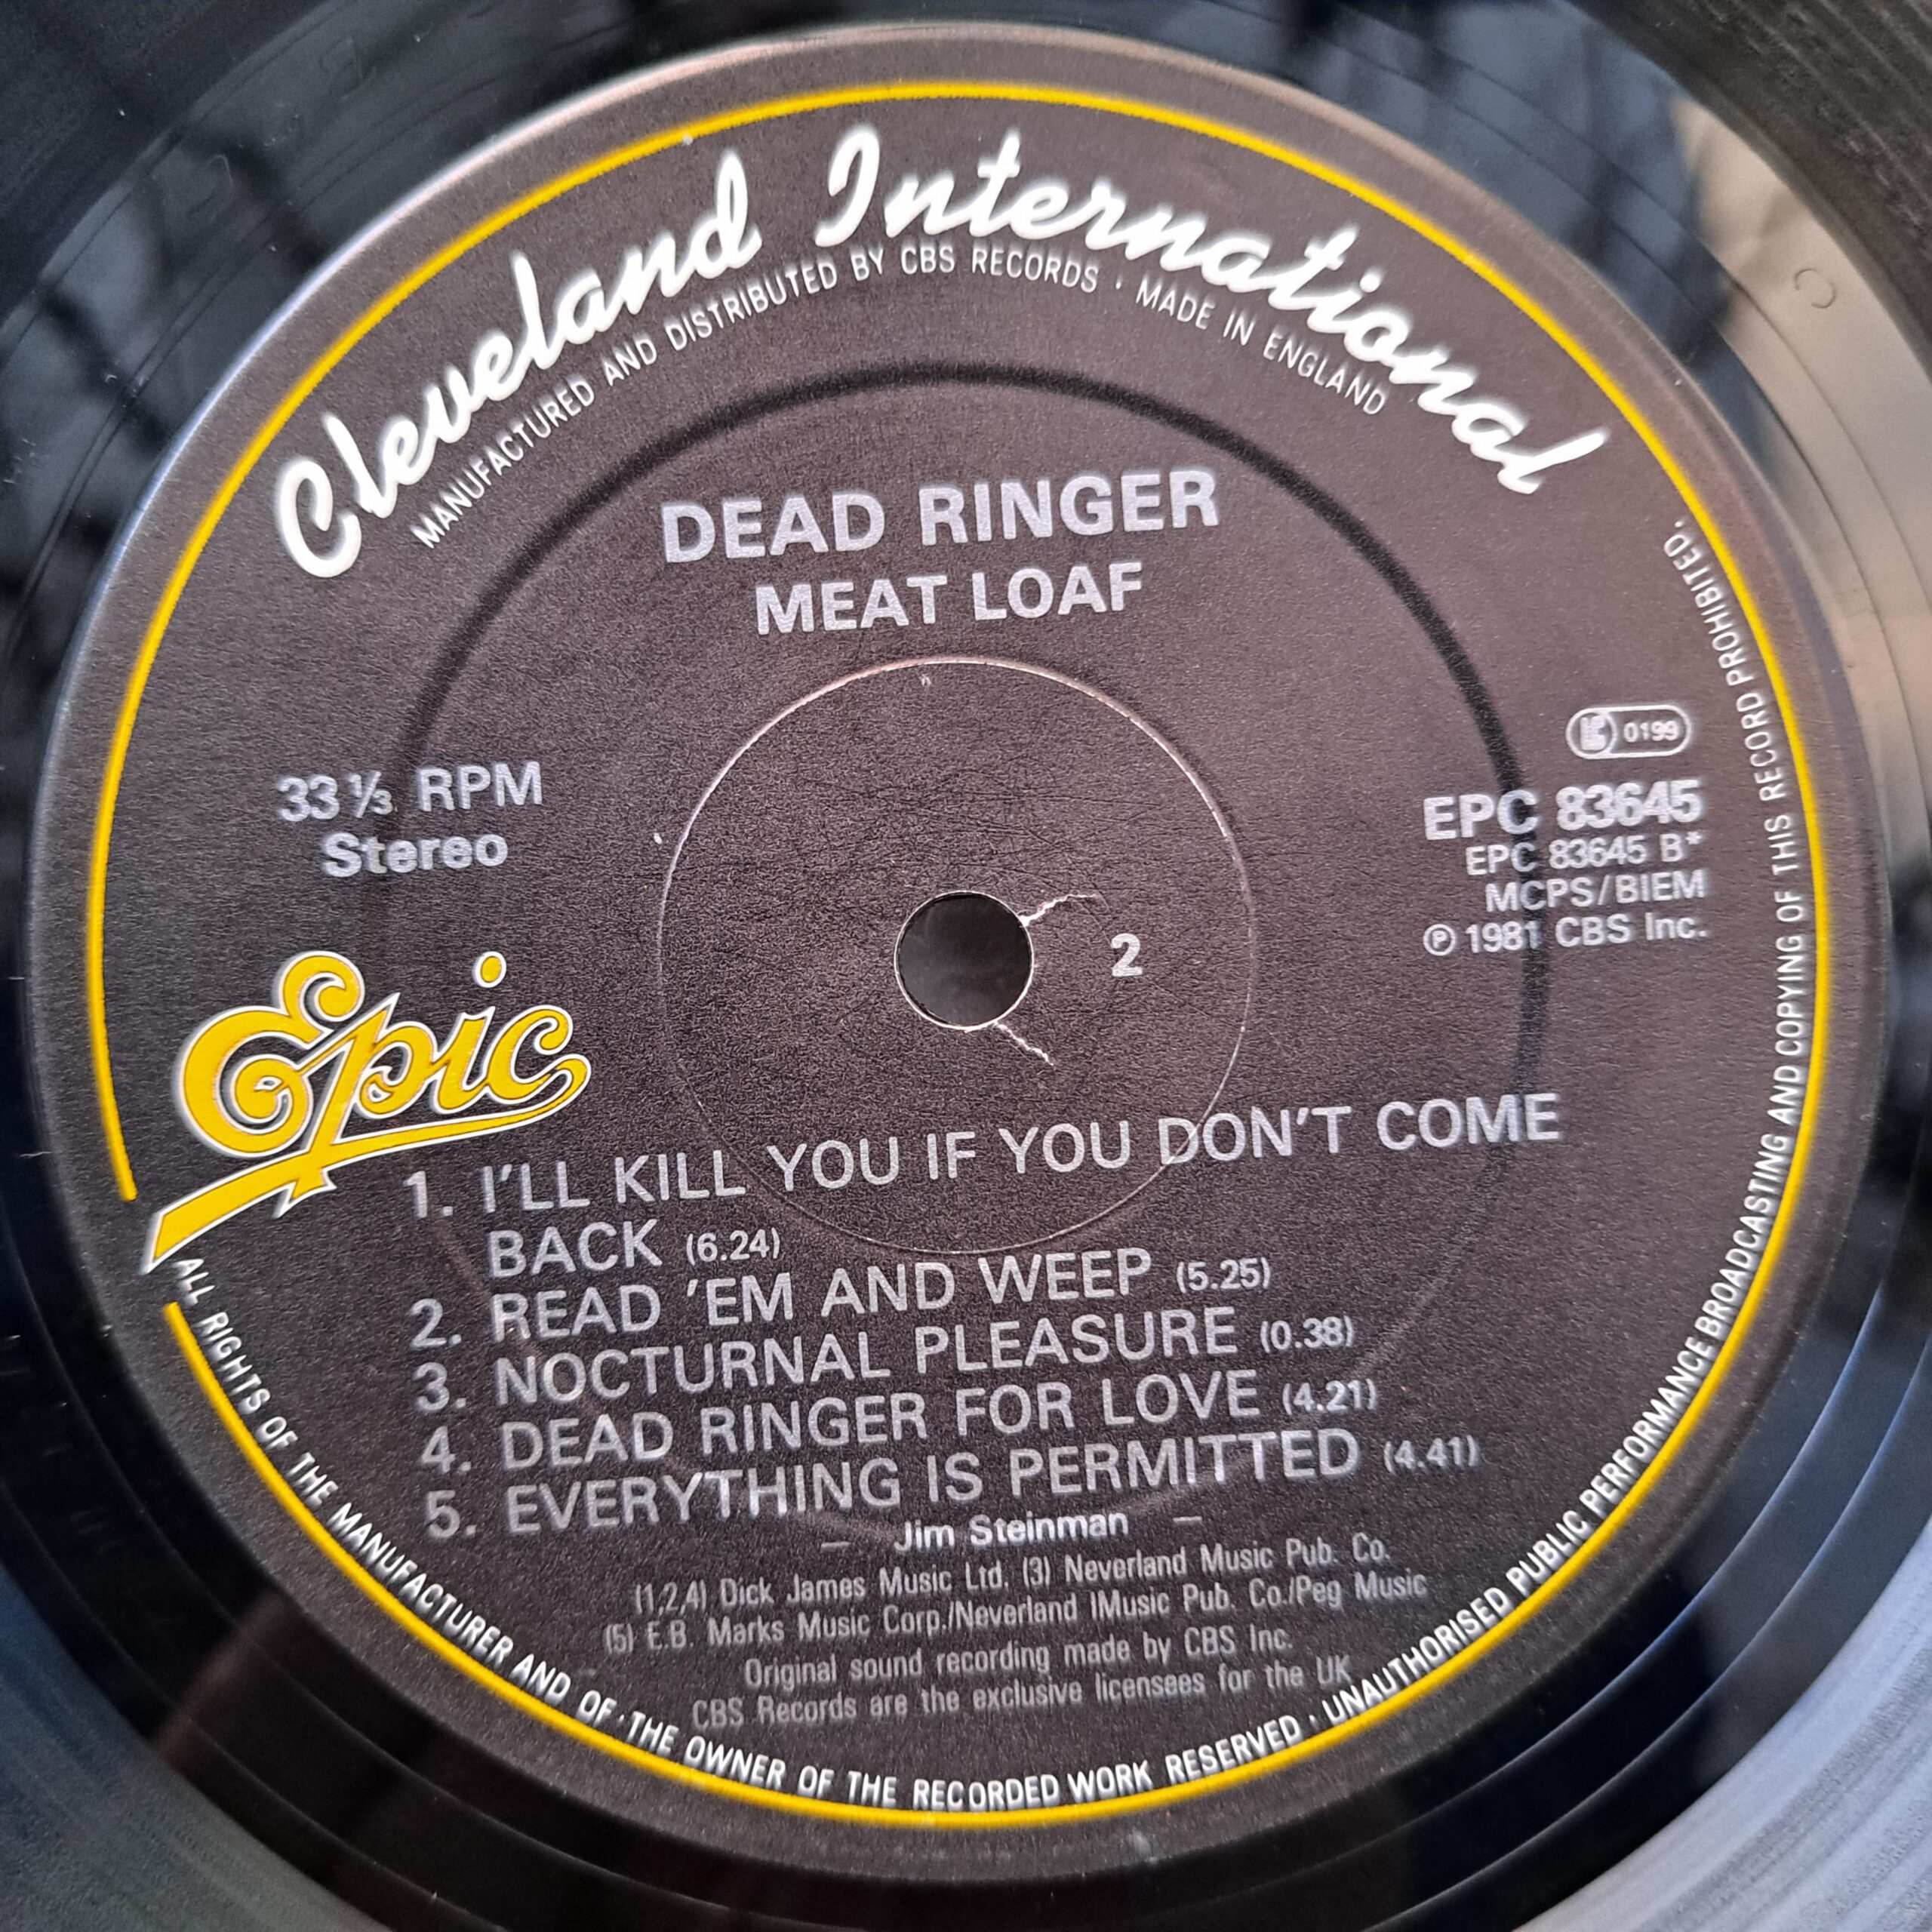 Cleveland International
MANUFACTURED AND DISTRIBUTED BY CBS RECORDS · MADE IN ENGLAND
DEAD RINGER
MEAT LOAF
33 ⅓ RPM
Stereo
LC 0199
EPC 83645
EPC 83645 B*
MCPS/BIEM
℗ 1981 CBS Inc.
2
Epic
1. I'LL KILL YOU IF YOU DON'T COME
BACK (6.24)
2. READ 'EM AND WEEP (5.25)
3. NOCTURNAL PLEASURE (0.38)
4. DEAD RINGER FOR LOVE (4.21)
5. EVERYTHING IS PERMITTED (4.41)
– Jim Steinman –
(1,2,4) Dick James Music Ltd. (3) Neverland Music Pub. Co.
(5) E.B. Marks Music Corp./Neverland IMusic Pub. Co./Peg Music
Original sound recording made by CBS Inc.
CBS Records are the exclusive licensees for the UK
ALL RIGHTS OF THE MANUFACTURER AND OF · THE OWNER OF THE RECORDED WORK RESERVED · UNAUTHORISED PUBLIC PERFORMANCE BROADCASTING AND COPYING OF THIS RECORD PROHIBITED.